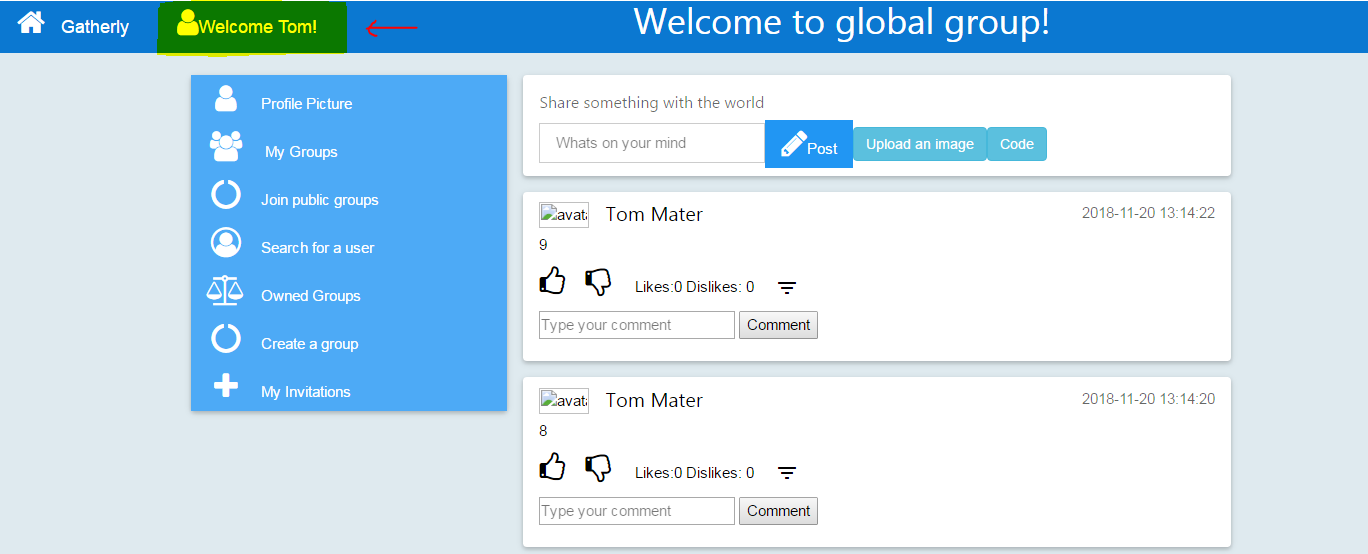 Gatherly
Welcome Tom!
Welcome to global group!
Profile Picture
My Groups
Join public groups
Search for a user
Owned Groups
Create a group
My Invitations
Share something with the world
Whats on your mind
Post
Upload an image
Code
avata
Tom Mater
2018-11-20 13:14:22
9
Likes:0 Dislikes: 0
Type your comment
Comment
avata
Tom Mater
2018-11-20 13:14:20
8
Likes:0 Dislikes: 0
Type your comment
Comment